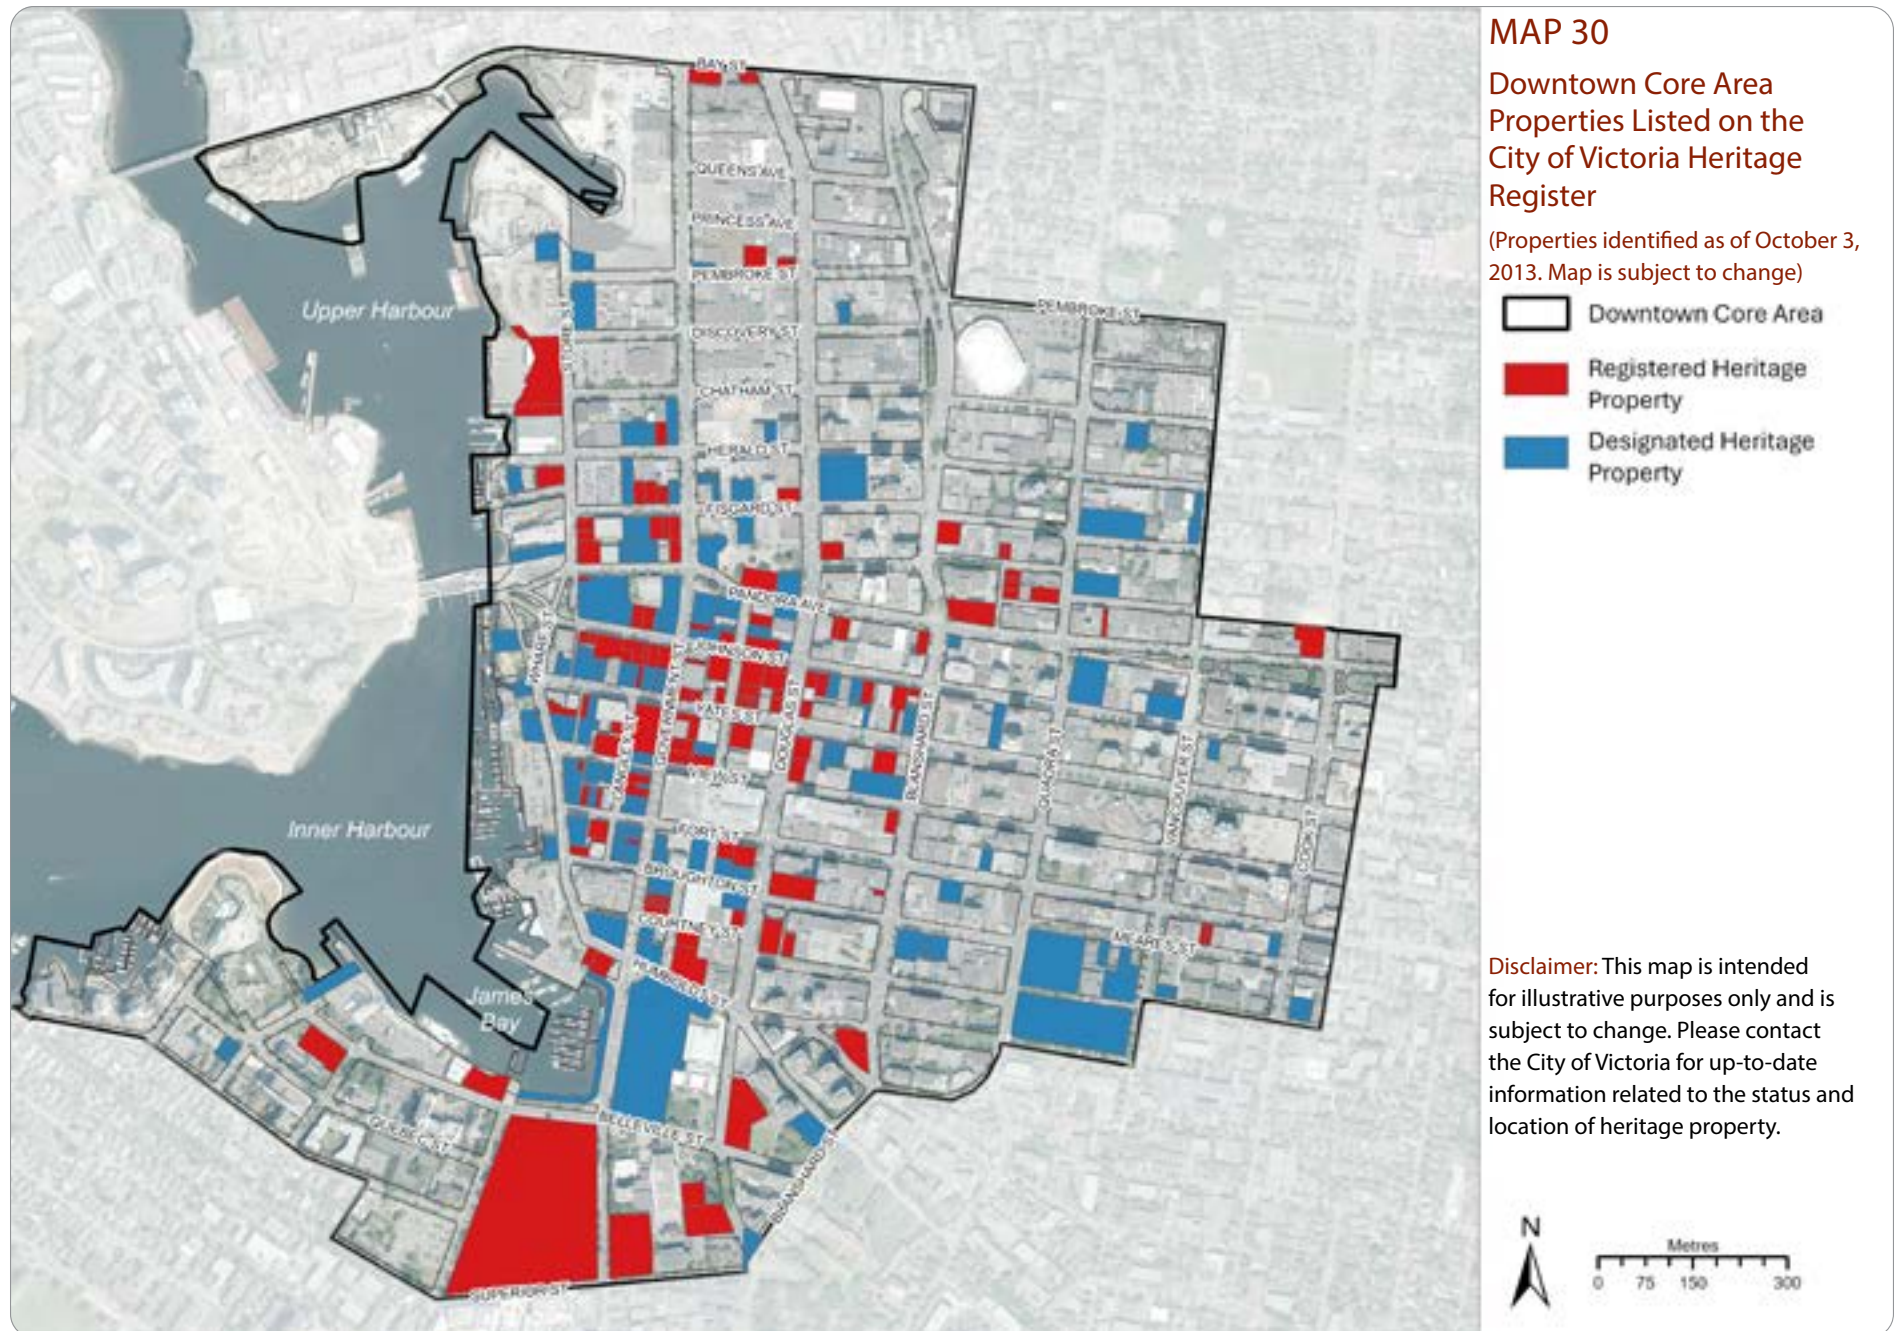 MAP 30
Downtown Core Area
Properties Listed on the
City of Victoria Heritage
Register
(Properties identified as of October 3,
2013. Map is subject to change)
Downtown Core Area
Registered Heritage
Property
Designated Heritage
Property
Disclaimer: This map is intended
for illustrative purposes only and is
subject to change. Please contact
the City of Victoria for up-to-date
information related to the status and
location of heritage property.
N
Metres
0 75 150 300
BAY ST
QUEENS AVE
PRINCESS AVE
PEMBROKE ST
PEMBROKE ST
Upper Harbour
STORE ST
DISCOVERY ST
CHATHAM ST
HERALD ST
FISGARD ST
PANDORA AVE
WHARF ST
JOHNSON ST
GOVERNMENT ST
YATES ST
LANGLEY ST
DOUGLAS ST
BLANSHARD ST
QUADRA ST
VANCOUVER ST
COOK ST
VIEW ST
Inner Harbour
FORT ST
BROUGHTON ST
COURTNEY ST
MEARES ST
HUMBOLDT ST
James
Bay
QUEBEC ST
BELLEVILLE ST
BLANSHARD ST
SUPERIOR ST